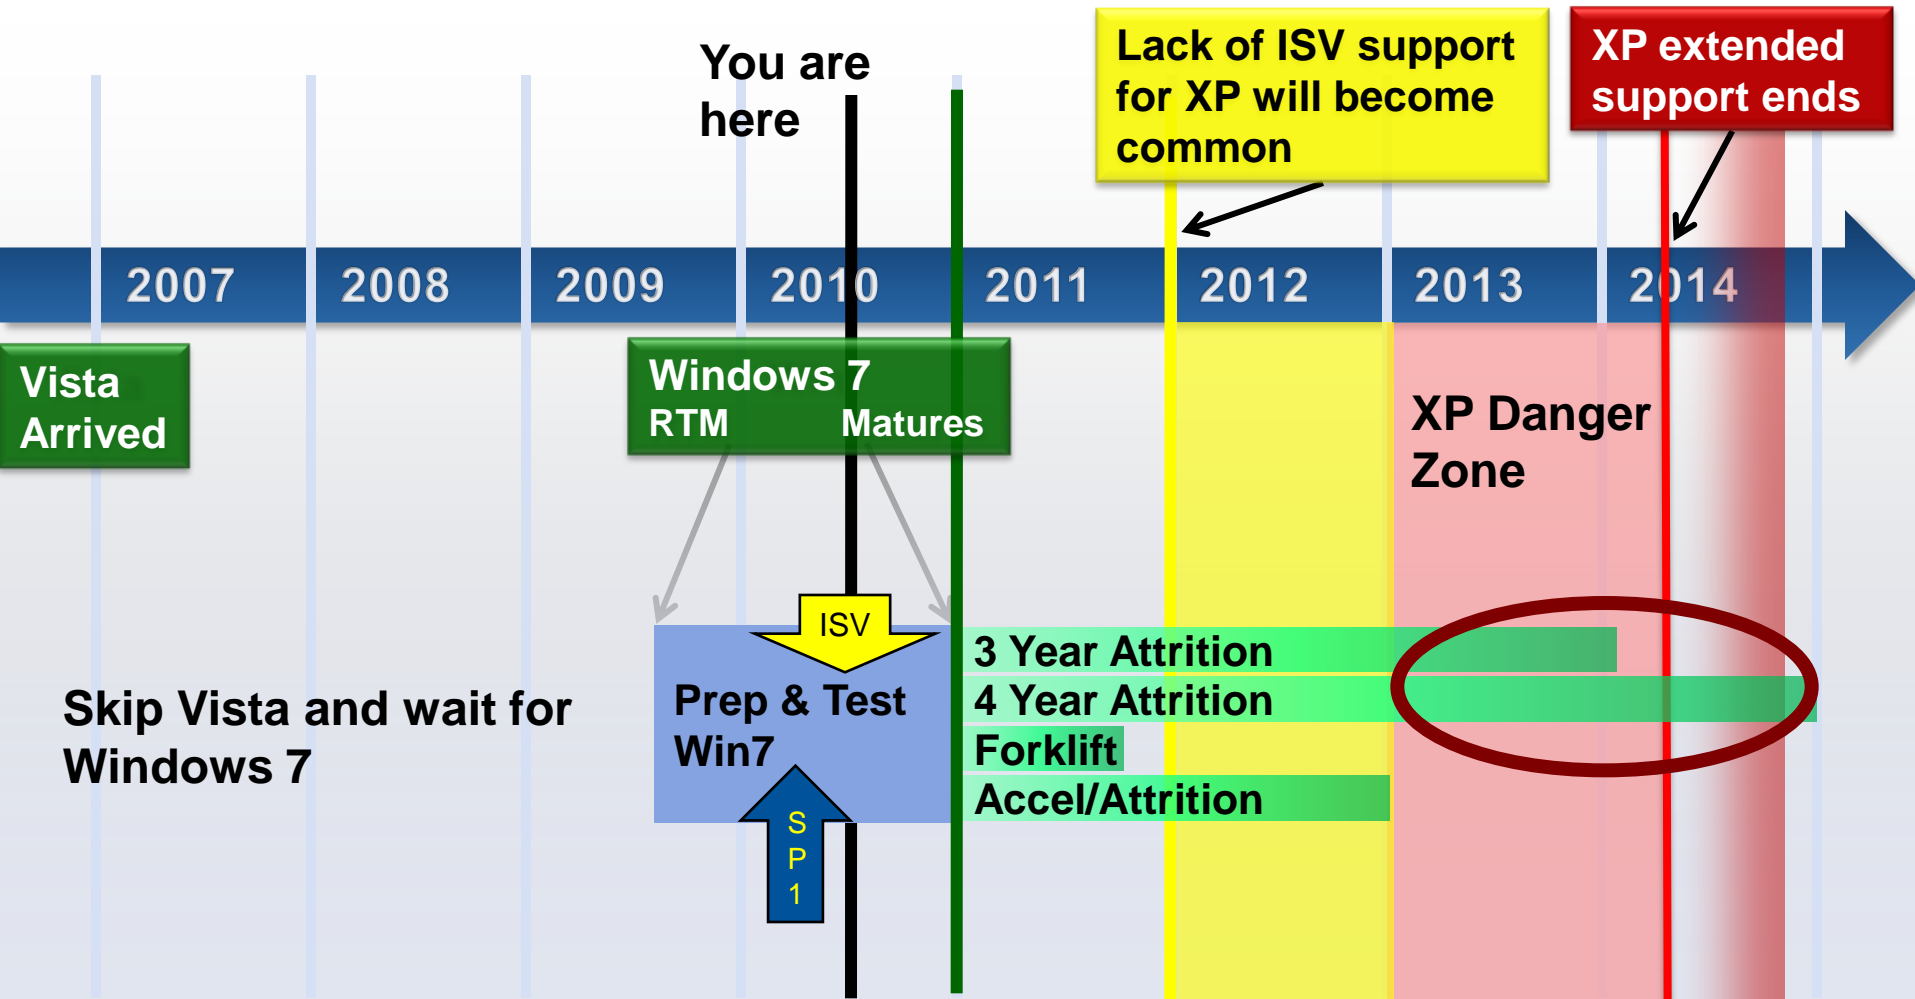 You are
here
Lack of ISV support
for XP will become
common
XP extended
support ends
2007
2008
2009
2010
2011
2012
2013
2014
Vista
Arrived
Windows 7
RTM
Matures
XP Danger
Zone
ISV
Skip Vista and wait for
Windows 7
Prep & Test
Win7
S
P
1
3 Year Attrition
4 Year Attrition
Forklift
Accel/Attrition